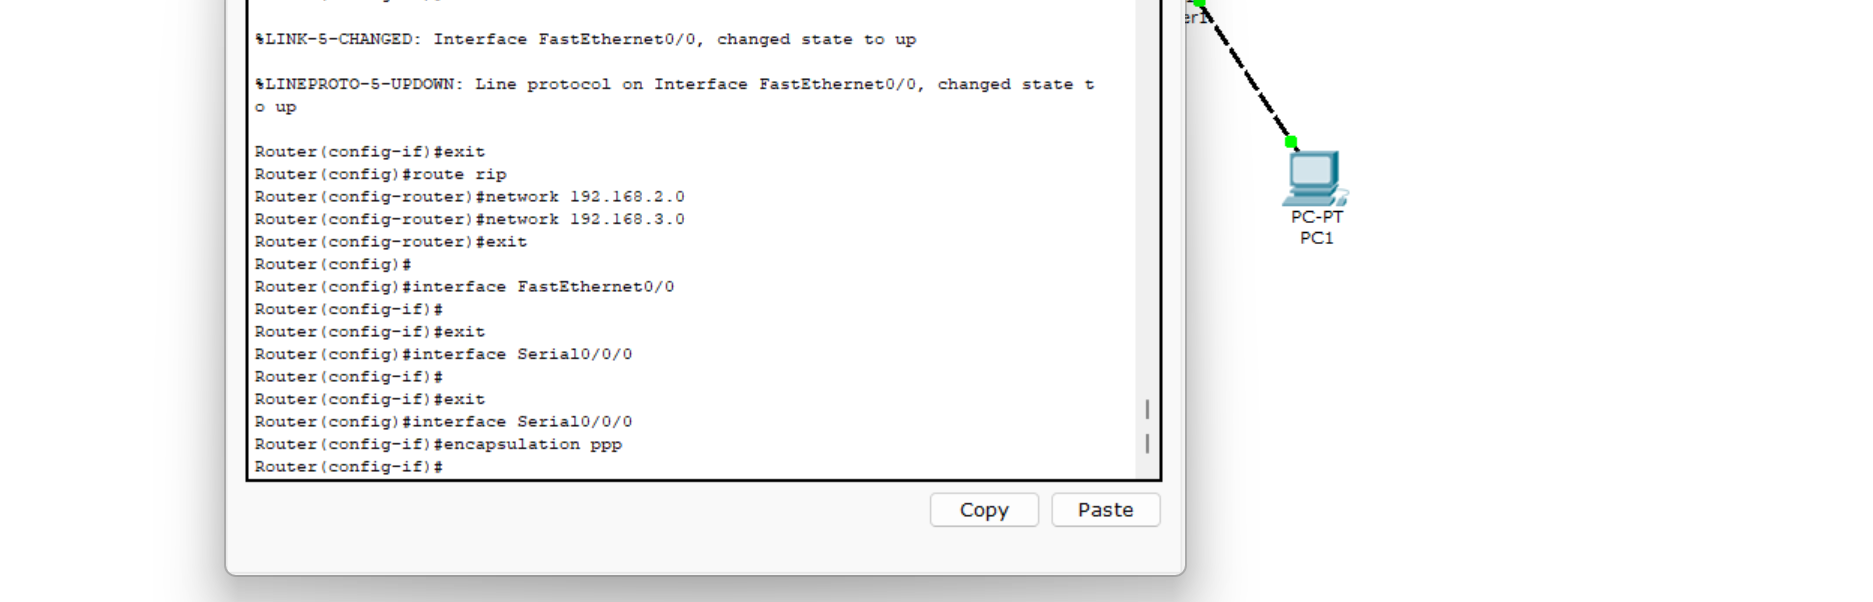 %LINK-5-CHANGED: Interface FastEthernet0/0, changed state to up
%LINEPROTO-5-UPDOWN: Line protocol on Interface FastEthernet0/0, changed state t
o up
Router(config-if)#exit
Router(config)#route rip
Router(config-router)#network 192.168.2.0
Router(config-router)#network 192.168.3.0
Router(config-router)#exit
Router(config)#
Router(config)#interface FastEthernet0/0
Router(config-if)#
Router(config-if)#exit
Router(config)#interface Serial0/0/0
Router(config-if)#
Router(config-if)#exit
Router(config)#interface Serial0/0/0
Router(config-if)#encapsulation ppp
Router(config-if)#
Copy Paste
er1
PC-PT
PC1